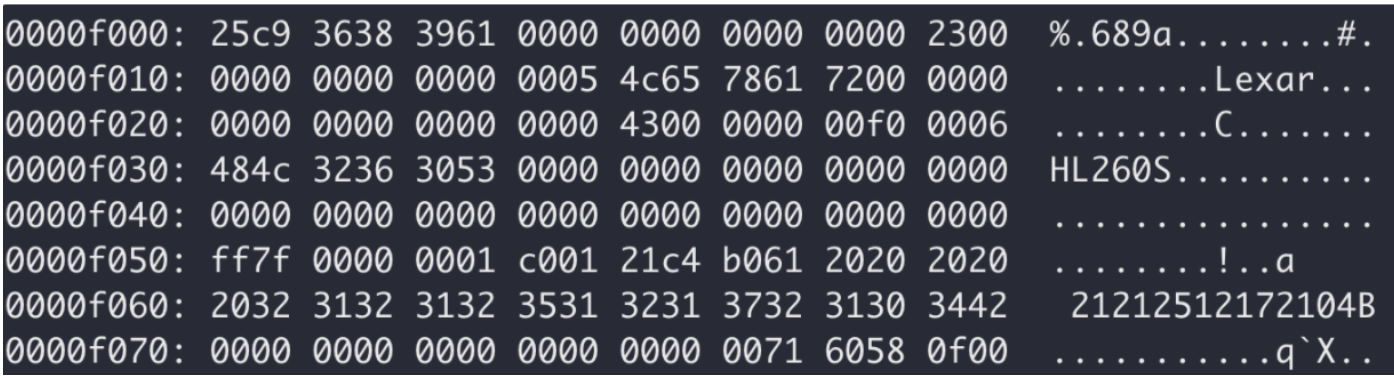 0000f000: 25c9 3638 3961 0000 0000 0000 0000 2300  %.689a........#.
0000f010: 0000 0000 0000 0005 4c65 7861 7200 0000  ........Lexar...
0000f020: 0000 0000 0000 0000 4300 0000 00f0 0006  ........C.......
0000f030: 484c 3236 3053 0000 0000 0000 0000 0000  HL260S..........
0000f040: 0000 0000 0000 0000 0000 0000 0000 0000  ................
0000f050: ff7f 0000 0001 c001 21c4 b061 2020 2020  ........!..a
0000f060: 2032 3132 3132 3531 3231 3732 3130 3442   21212512172104B
0000f070: 0000 0000 0000 0000 0000 0071 6058 0f00  ...........q`X..